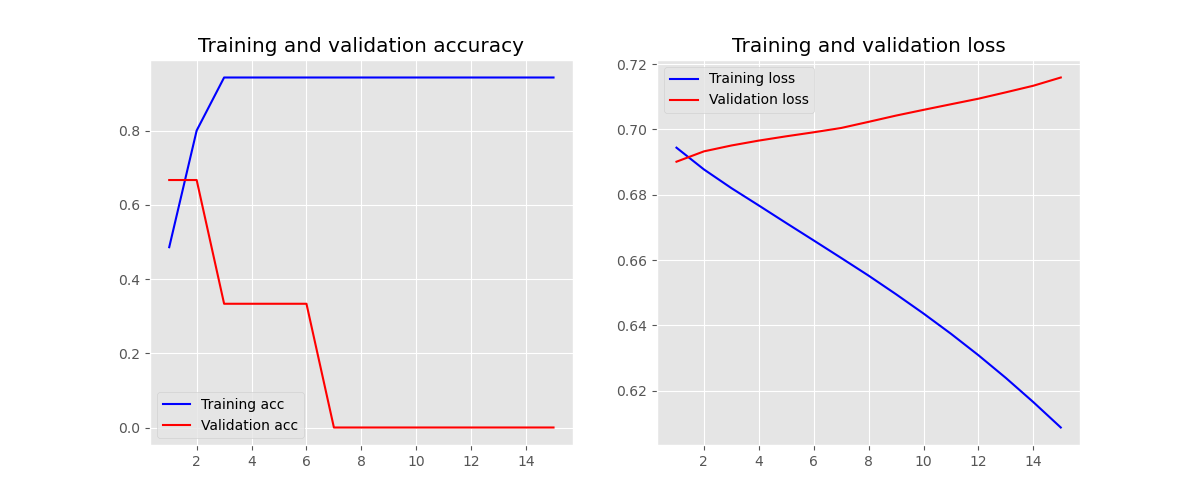 Training and validation accuracy
0.8
0.6
0.4
0.2
0.0
Training acc
Validation acc
2 4 6 8 10 12 14
Training and validation loss
Training loss
Validation loss
0.72
0.70
0.68
0.66
0.64
0.62
2 4 6 8 10 12 14